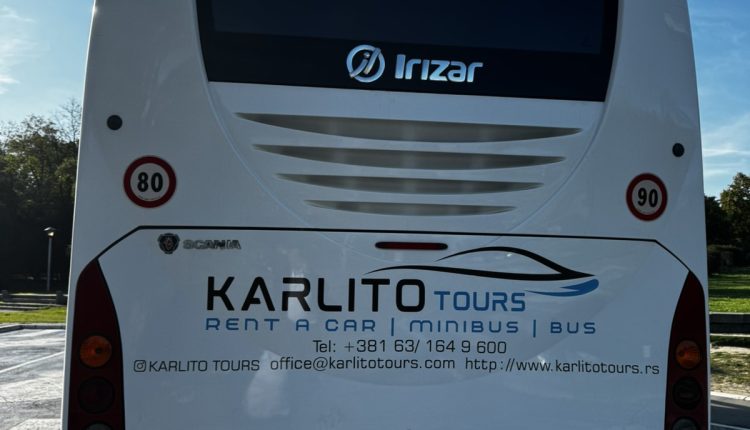 Irizar
80
90
SCANIA
KARLITO TOURS
RENT A CAR | MINIBUS | BUS
Tel: +381 63/ 164 9 600
KARLITO TOURS office@karlitotours.com http://www.karlitotours.rs